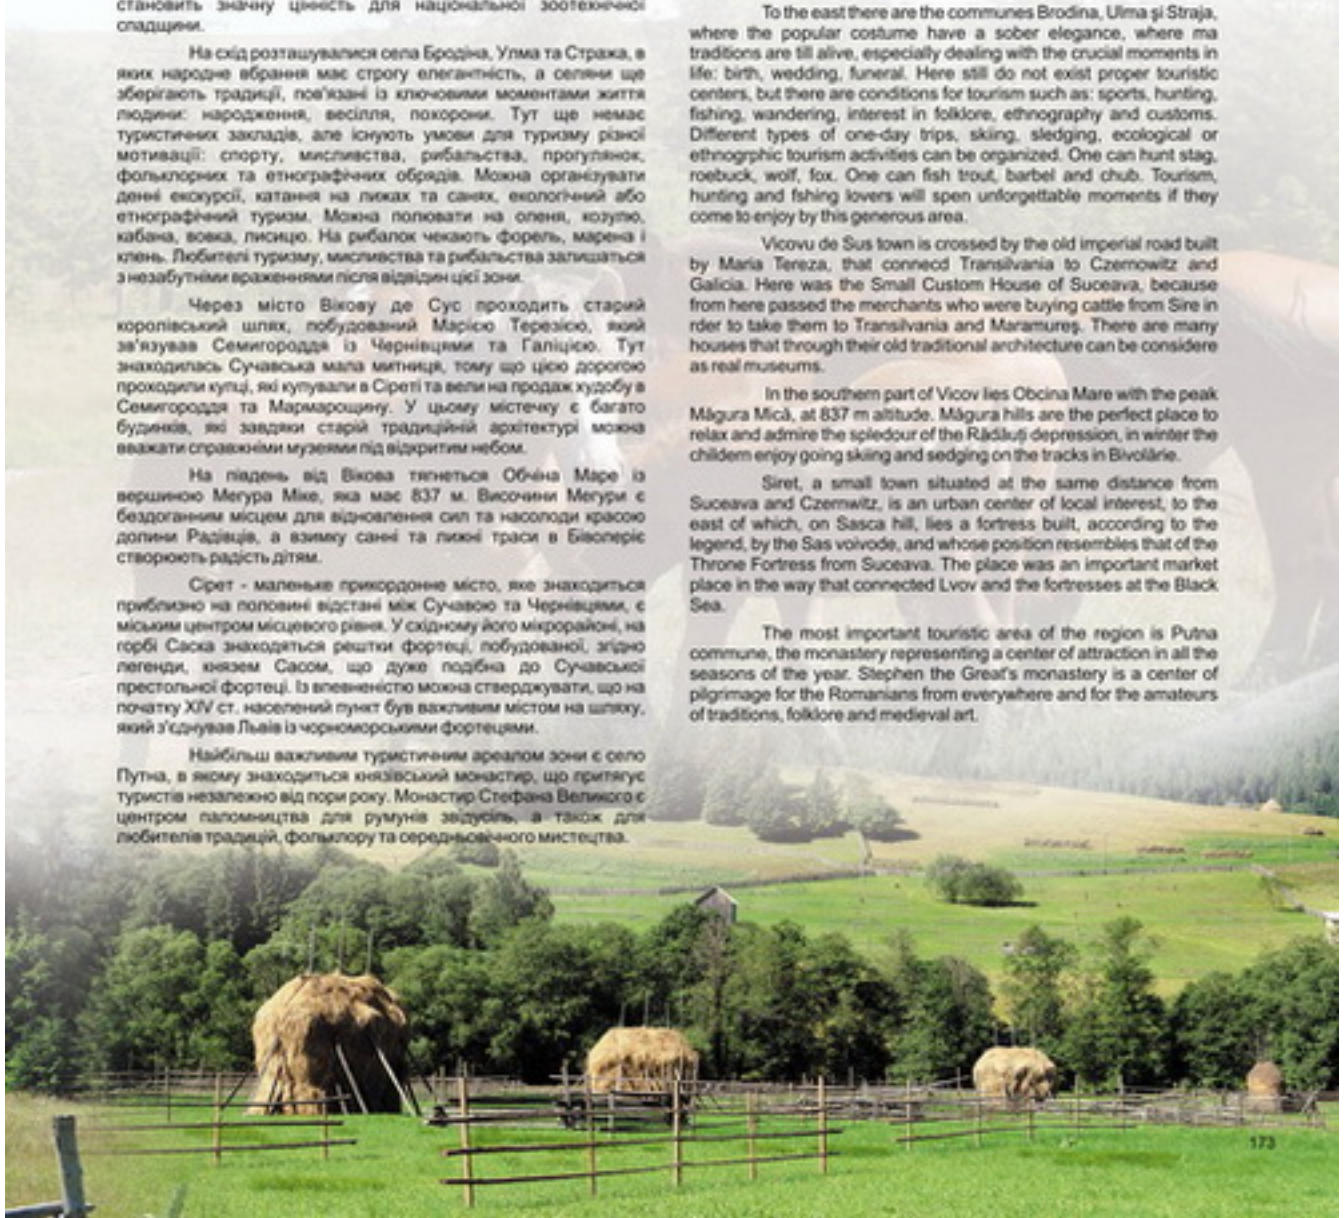 становить значну цінність для національної зоотехнічної
спадщини.
На схід розташувалися села Бродіна, Улма та Стража, в
яких народне вбрання має строгу елегантність, а селяни ще
зберігають традиції, пов'язані із ключовими моментами життя
людини: народження, весілля, похорони. Тут ще немає
туристичних закладів, але існують умови для туризму різної
мотивації: спорту, мисливства, рибальства, прогулянок,
фольклорних та етнографічних обрядів. Можна організувати
денні екскурсії, катання на лижах та санях, екологічний або
етнографічний туризм. Можна полювати на оленя, козулю,
кабана, вовка, лисицю. На рибалок чекають форель, марена і
клень. Любителі туризму, мисливства та рибальства залишаться
з незабутніми враженнями після відвідин цієї зони.
Через місто Вікову де Сус проходить старий
королівський шлях, побудований Марією Терезією, який
зв'язував Семигороддя із Чернівцями та Галіцією. Тут
знаходилась Сучавська мала митниця, тому що цією дорогою
проходили купці, які купували в Сіреті та вели на продаж худобу в
Семигороддя та Мармарощину. У цьому містечку є багато
будинків, які завдяки старій традиційній архітектурі можна
вважати справжніми музеями під відкритим небом.
На південь від Вікова тягнеться Обчіна Маре із
вершиною Мегура Міке, яка має 837 м. Височини Мегури є
бездоганним місцем для відновлення сил та насолоди красою
долини Радівців, а взимку санні та лижні траси в Біволеріє
створюють радість дітям.
Сірет - маленьке прикордонне місто, яке знаходиться
приблизно на половині відстані між Сучавою та Чернівцями, є
міським центром місцевого рівня. У східному його мікрорайоні, на
горбі Саска знаходяться рештки фортеці, побудованої, згідно
легенди, князем Сасом, що дуже подібна до Сучавської
престольної фортеці. Із впевненістю можна стверджувати, що на
початку XIV ст. населений пункт був важливим містом на шляху,
який з'єднував Львів із чорноморськими фортецями.
Найбільш важливим туристичним ареалом зони є село
Путна, в якому знаходиться князівський монастир, що притягує
туристів незалежно від пори року. Монастир Стефана Великого є
центром паломництва для румунів звідусіль, а також для
любителів традицій, фольклору та середньовічного мистецтва.
To the east there are the communes Brodina, Ulma şi Straja,
where the popular costume have a sober elegance, where ma
traditions are till alive, especially dealing with the crucial moments in
life: birth, wedding, funeral. Here still do not exist proper touristic
centers, but there are conditions for tourism such as: sports, hunting,
fishing, wandering, interest in folklore, ethnography and customs.
Different types of one-day trips, skiing, sledging, ecological or
ethnogrphic tourism activities can be organized. One can hunt stag,
roebuck, wolf, fox. One can fish trout, barbel and chub. Tourism,
hunting and fshing lovers will spen unforgettable moments if they
come to enjoy by this generous area.
Vicovu de Sus town is crossed by the old imperial road built
by Maria Tereza, that connecd Transilvania to Czernowitz and
Galicia. Here was the Small Custom House of Suceava, because
from here passed the merchants who were buying cattle from Sire in
rder to take them to Transilvania and Maramureş. There are many
houses that through their old traditional architecture can be considere
as real museums.
In the southern part of Vicov lies Obcina Mare with the peak
Măgura Mică, at 837 m altitude. Măgura hills are the perfect place to
relax and admire the spledour of the Rădăuţi depression, in winter the
childern enjoy going skiing and sedging on the tracks in Bivolărie.
Siret, a small town situated at the same distance from
Suceava and Czernwitz, is an urban center of local interest, to the
east of which, on Sasca hill, lies a fortress built, according to the
legend, by the Sas voivode, and whose position resembles that of the
Throne Fortress from Suceava. The place was an important market
place in the way that connected Lvov and the fortresses at the Black
Sea.
The most important touristic area of the region is Putna
commune, the monastery representing a center of attraction in all the
seasons of the year. Stephen the Great's monastery is a center of
pilgrimage for the Romanians from everywhere and for the amateurs
of traditions, folklore and medieval art.
173